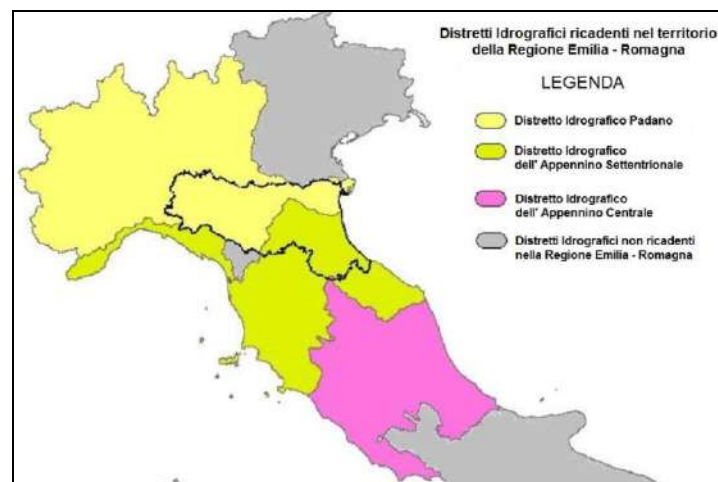 Distretti Idrografici ricadenti nel territorio
della Regione Emilia - Romagna
LEGENDA
Distretto Idrografico Padano
Distretto Idrografico
dell' Appennino Settentrionale
Distretto Idrografico
dell' Appennino Centrale
Distretti Idrografici non ricadenti
nella Regione Emilia - Romagna